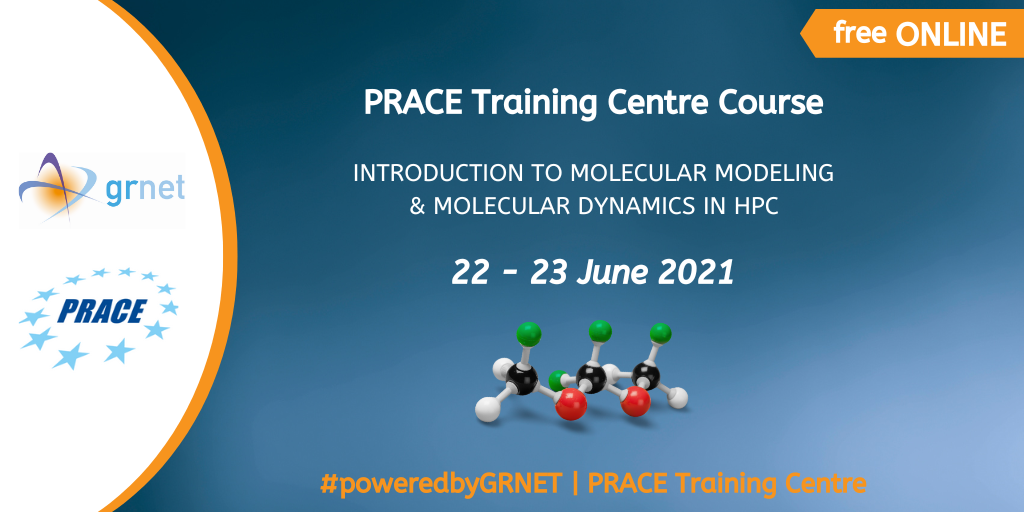 free ONLINE
PRACE Training Centre Course
INTRODUCTION TO MOLECULAR MODELING
& MOLECULAR DYNAMICS IN HPC
22 - 23 June 2021
grnet
PRACE
#poweredbyGRNET | PRACE Training Centre